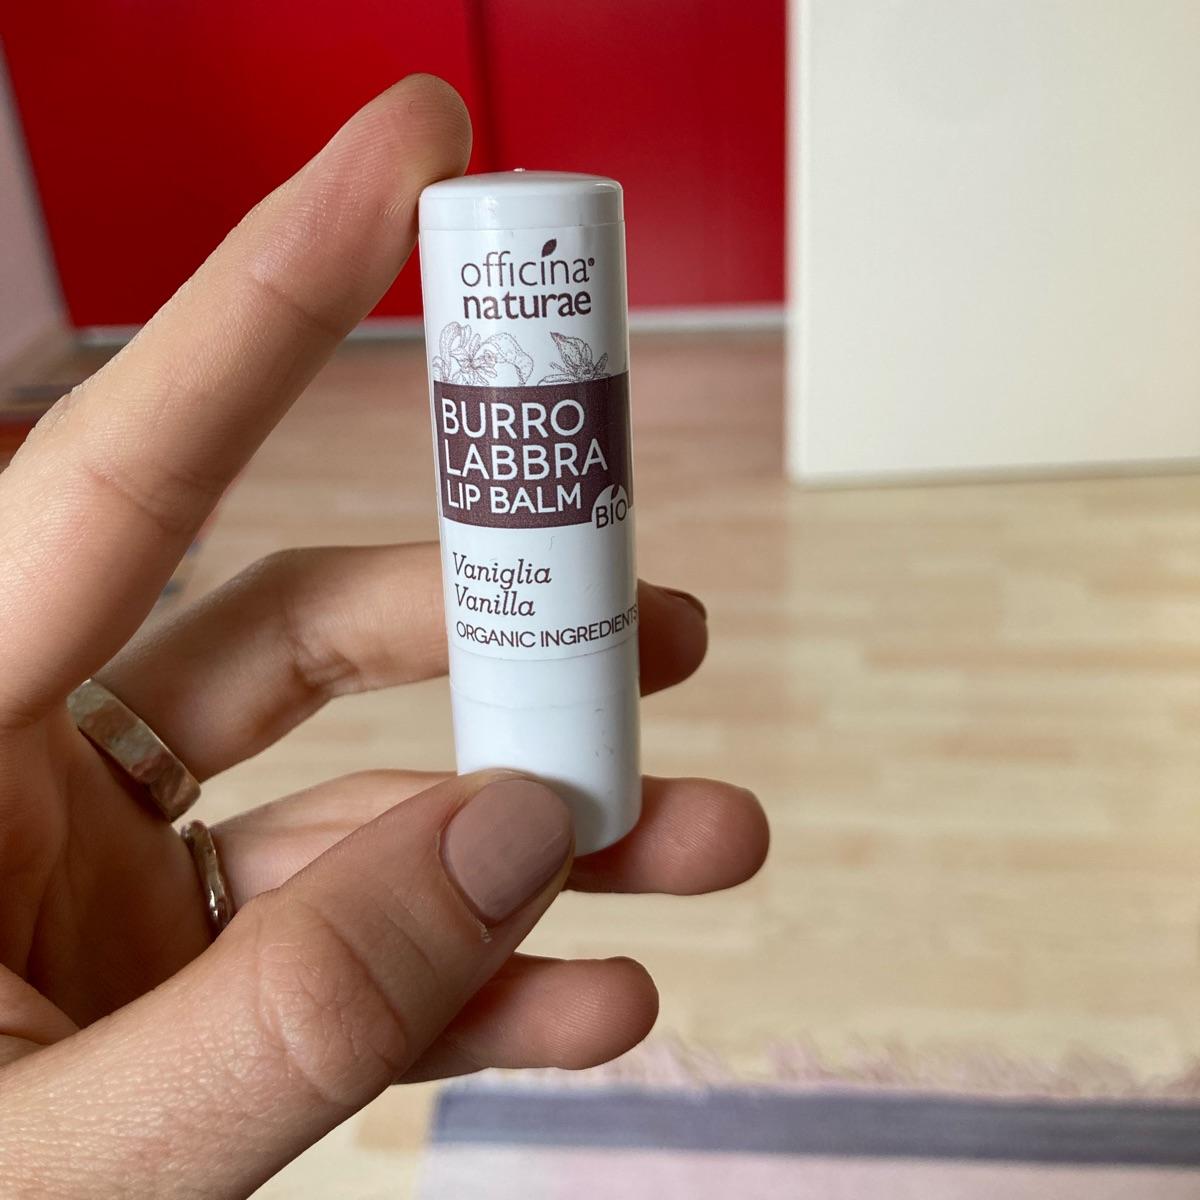 officina®
naturae
BURRO
LABBRA
LIP BALM
BIO
Vaniglia
Vanilla
ORGANIC INGREDIENTS